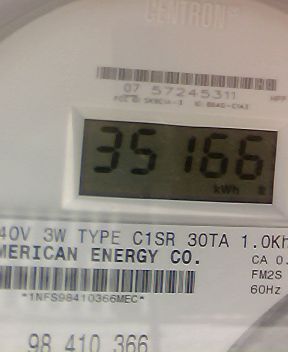 CENTRON®
07 57245311
35166
kWh
40V 3W TYPE C1SR 30TA 1.0Kh
MERICAN ENERGY CO.
CA 0.
FM2S
60Hz
*1NFS98410366MEC*
98 410 366